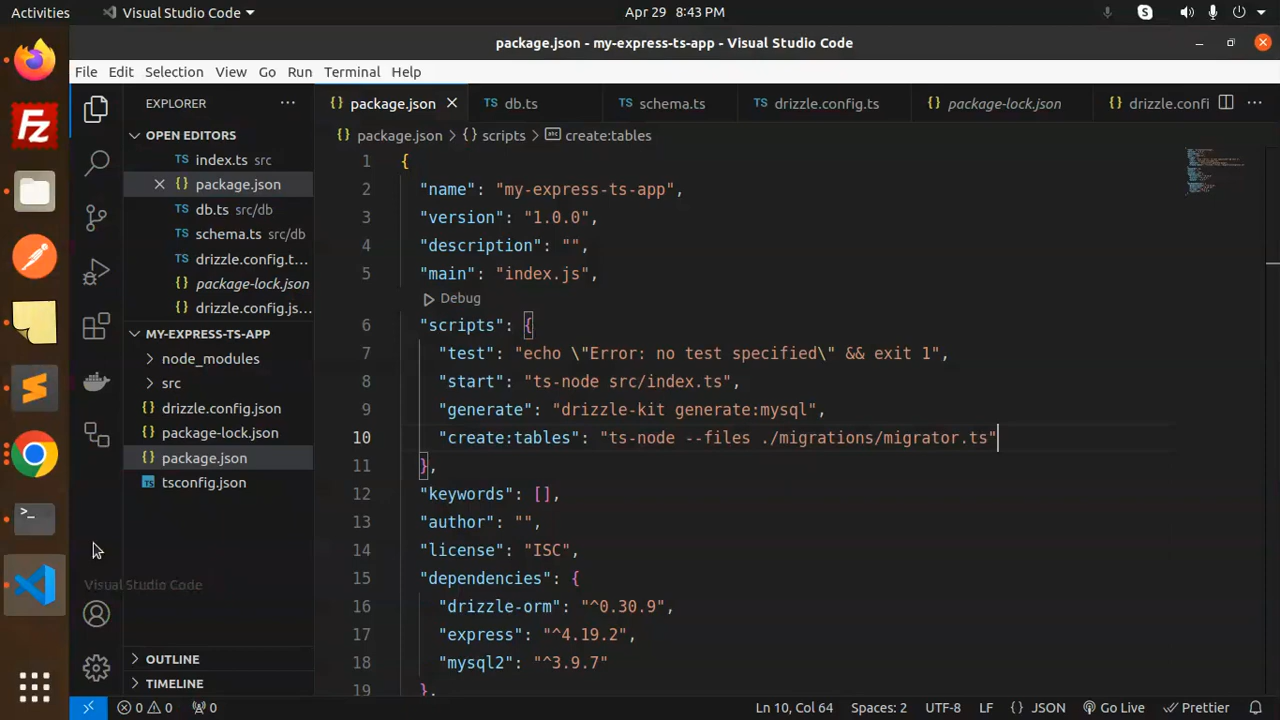 Activities
Visual Studio Code
Apr 29 8:43 PM
package.json - my-express-ts-app - Visual Studio Code
File Edit Selection View Go Run Terminal Help
EXPLORER
OPEN EDITORS
TS index.ts src
{} package.json
TS db.ts src/db
TS schema.ts src/db
TS drizzle.config.t...
{} package-lock.json
{} drizzle.config.js...
MY-EXPRESS-TS-APP
node_modules
src
{} drizzle.config.json
{} package-lock.json
{} package.json
TS tsconfig.json
Visual Studio Code
OUTLINE
TIMELINE
{} package.json
TS db.ts
TS schema.ts
TS drizzle.config.ts
{} package-lock.json
{} drizzle.confi
{} package.json > {} scripts > abc create:tables
1 {
2 "name": "my-express-ts-app",
3 "version": "1.0.0",
4 "description": "",
5 "main": "index.js",
Debug
6 "scripts": {
7 "test": "echo \"Error: no test specified\" && exit 1",
8 "start": "ts-node src/index.ts",
9 "generate": "drizzle-kit generate:mysql",
10 "create:tables": "ts-node --files ./migrations/migrator.ts"
11 },
12 "keywords": [],
13 "author": "",
14 "license": "ISC",
15 "dependencies": {
16 "drizzle-orm": "^0.30.9",
17 "express": "^4.19.2",
18 "mysql2": "^3.9.7"
19 },
0 0 0
Ln 10, Col 64
Spaces: 2
UTF-8
LF
{} JSON
Go Live
Prettier